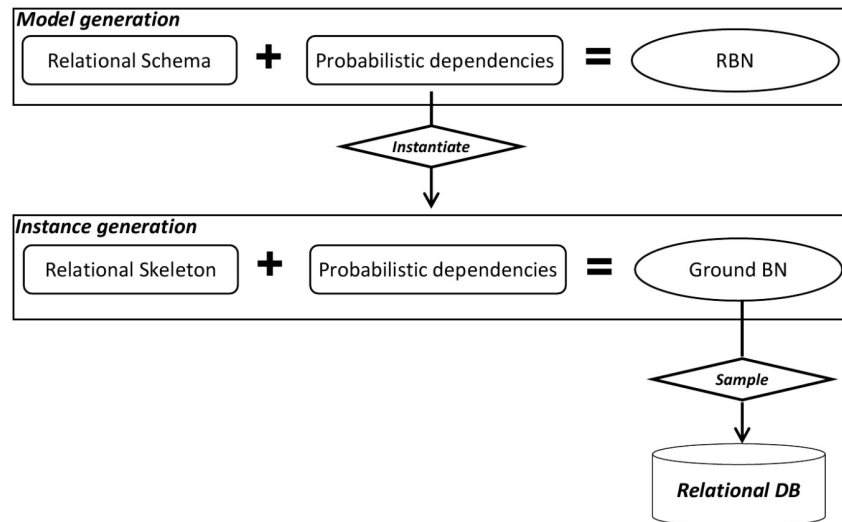 Model generation
Relational Schema + Probabilistic dependencies = RBN
Instantiate
Instance generation
Relational Skeleton + Probabilistic dependencies = Ground BN
Sample
Relational DB